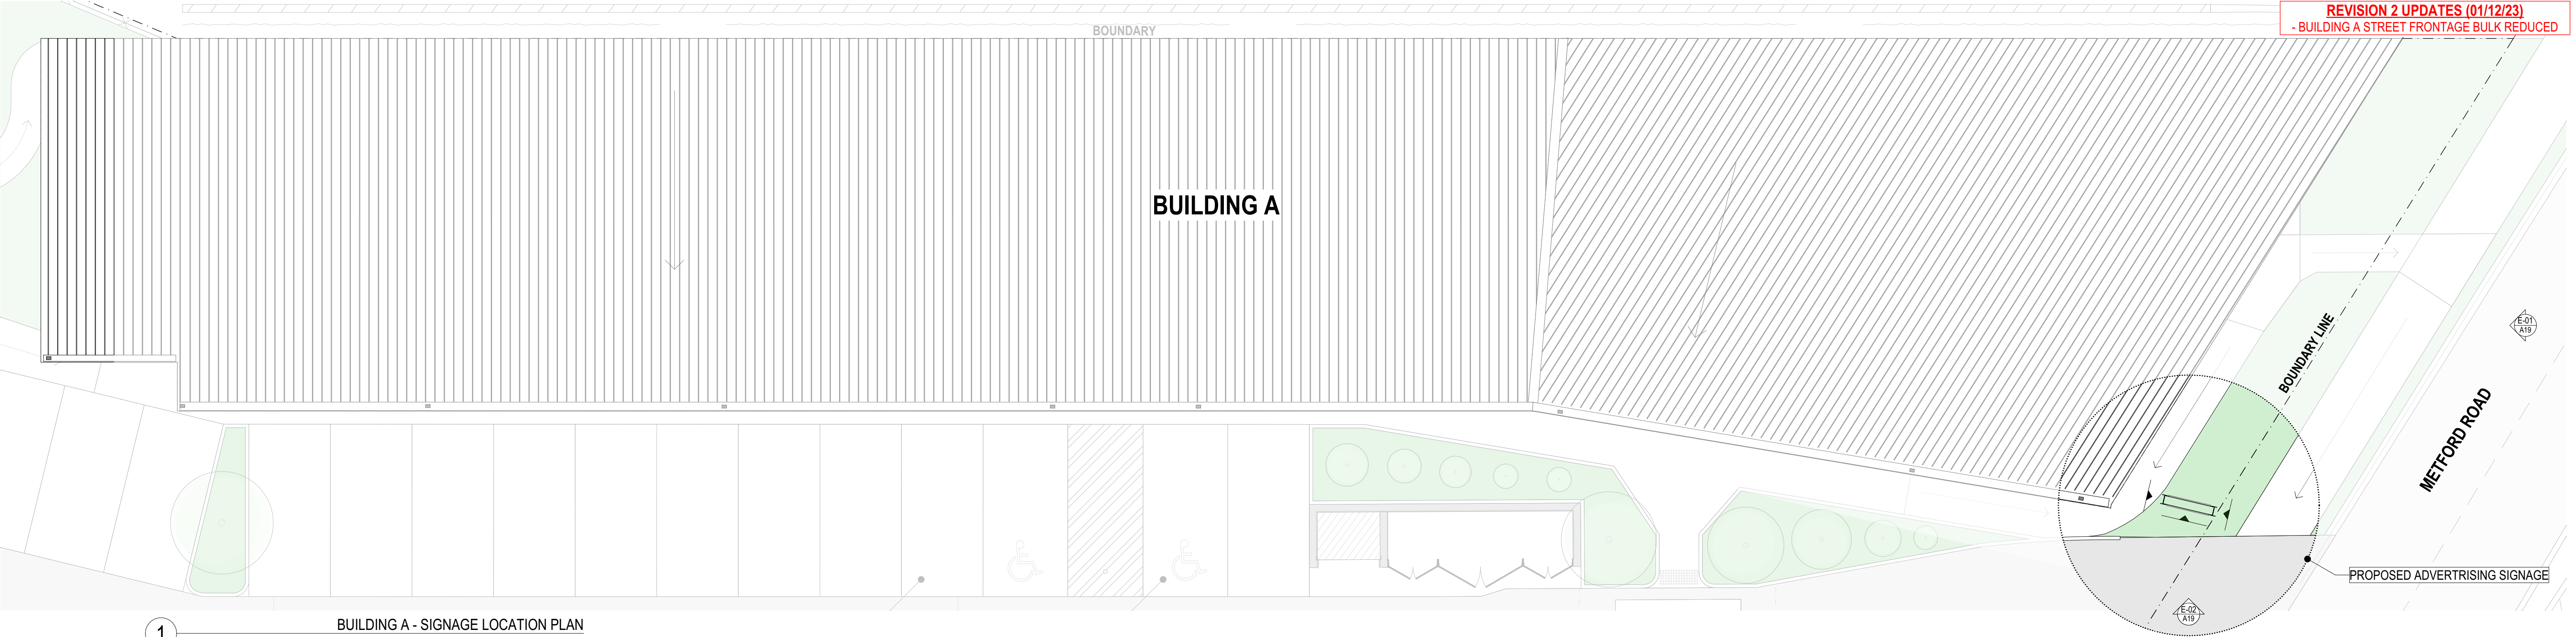 REVISION 2 UPDATES (01/12/23)
- BUILDING A STREET FRONTAGE BULK REDUCED
BOUNDARY
BUILDING A
BOUNDARY LINE
E-01
A19
METFORD ROAD
PROPOSED ADVERTRISING SIGNAGE
E-02
A19
1
BUILDING A - SIGNAGE LOCATION PLAN